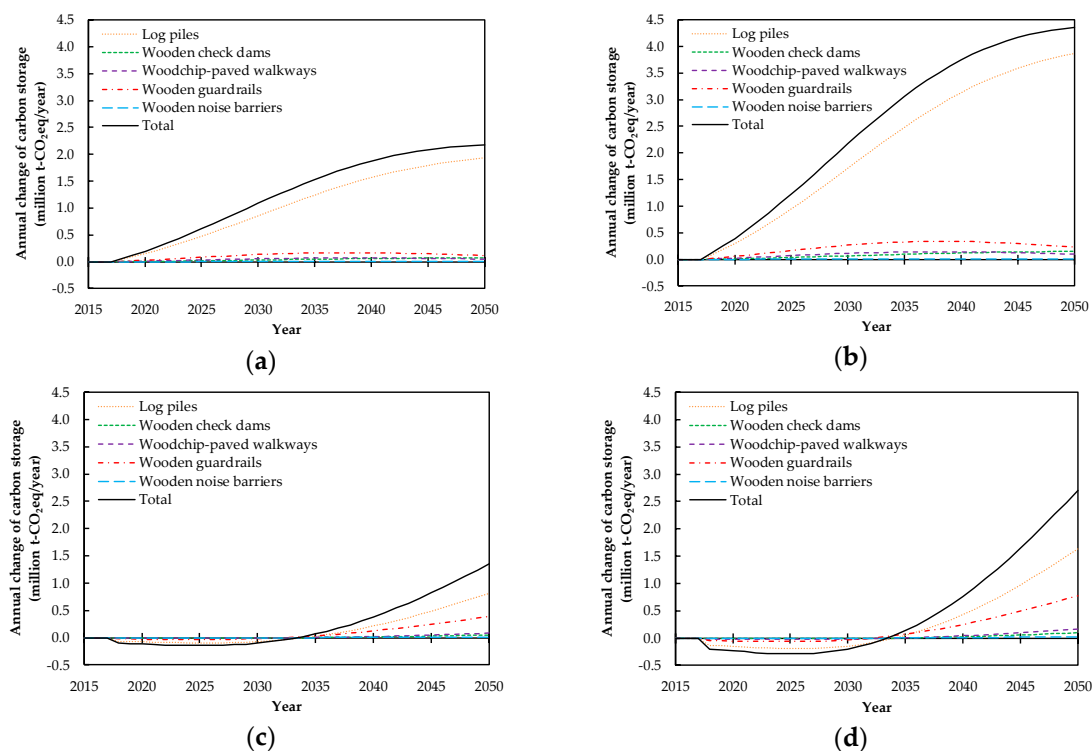 Annual change of carbon storage
(million t-CO₂eq/year)
4.5
4.0
3.5
3.0
2.5
2.0
1.5
1.0
0.5
0.0
-0.5
Log piles
Wooden check dams
Woodchip-paved walkways
Wooden guardrails
Wooden noise barriers
Total
2015 2020 2025 2030 2035 2040 2045 2050
Year
(a)
Annual change of carbon storage
(million t-CO₂eq/year)
4.5
4.0
3.5
3.0
2.5
2.0
1.5
1.0
0.5
0.0
-0.5
Log piles
Wooden check dams
Woodchip-paved walkways
Wooden guardrails
Wooden noise barriers
Total
2015 2020 2025 2030 2035 2040 2045 2050
Year
(b)
Annual change of carbon storage
(million t-CO₂eq/year)
4.5
4.0
3.5
3.0
2.5
2.0
1.5
1.0
0.5
0.0
-0.5
Log piles
Wooden check dams
Woodchip-paved walkways
Wooden guardrails
Wooden noise barriers
Total
2015 2020 2025 2030 2035 2040 2045 2050
Year
(c)
Annual change of carbon storage
(million t-CO₂eq/year)
4.5
4.0
3.5
3.0
2.5
2.0
1.5
1.0
0.5
0.0
-0.5
Log piles
Wooden check dams
Woodchip-paved walkways
Wooden guardrails
Wooden noise barriers
Total
2015 2020 2025 2030 2035 2040 2045 2050
Year
(d)